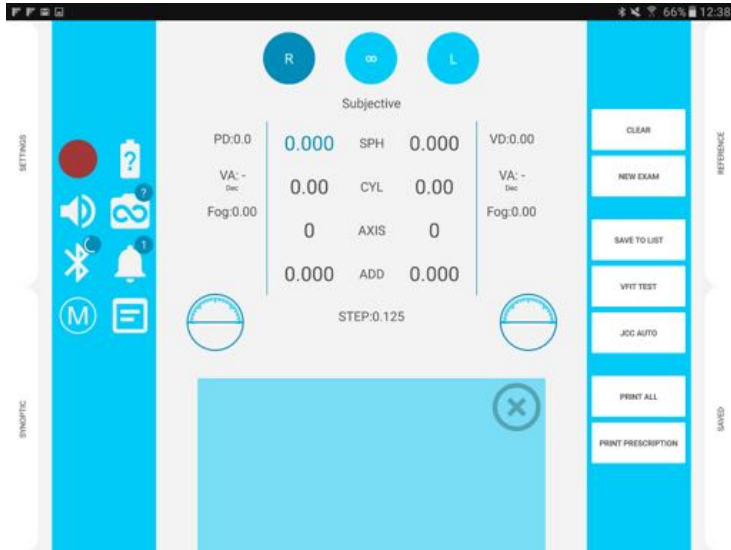 66% 12:38
R ∞ L
Subjective
SETTINGS
REFERENCE
SYNOPTIC
SAVED
?
?
1
M
PD:0.0 0.000 SPH 0.000 VD:0.00
VA: - 0.00 CYL 0.00 VA: -
Dec Dec
Fog:0.00 0 AXIS 0 Fog:0.00
0.000 ADD 0.000
STEP:0.125
CLEAR
NEW EXAM
SAVE TO LIST
VFIT TEST
JCC AUTO
PRINT ALL
PRINT PRESCRIPTION